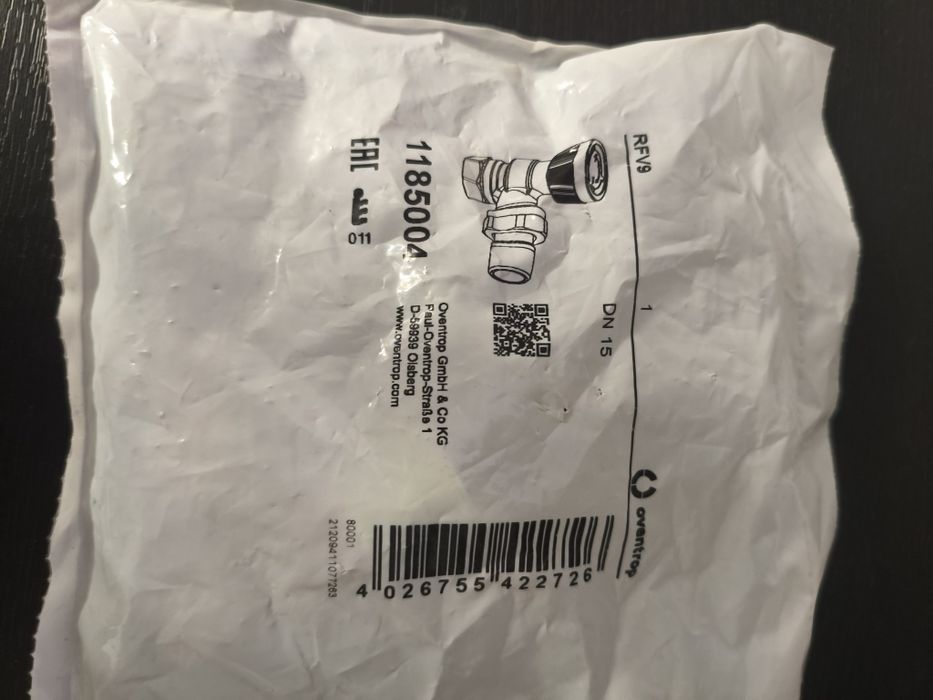 RFV9
1
oventrop
DN 15
1185004
EAC
011
Oventrop GmbH & Co KG
Paul-Oventrop-Straße 1
D-59939 Olsberg
www.oventrop.com
4 026755 422726
80001
21209411077263